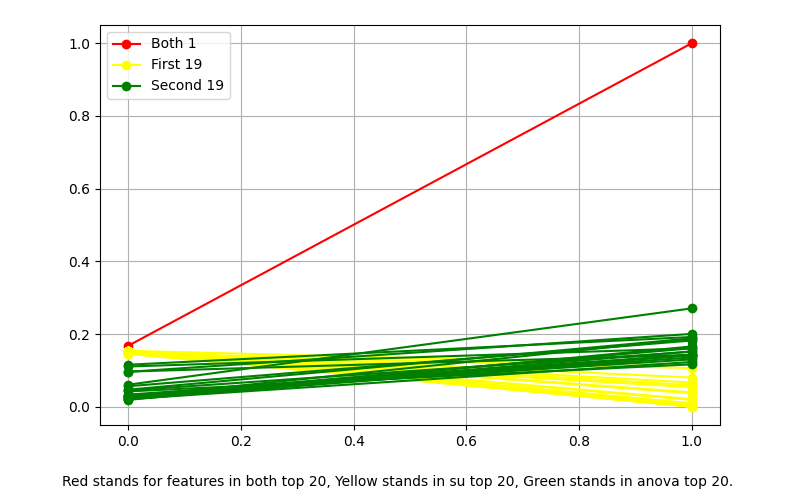 Both 1
First 19
Second 19
1.0
0.8
0.6
0.4
0.2
0.0
0.0 0.2 0.4 0.6 0.8 1.0
Red stands for features in both top 20, Yellow stands in su top 20, Green stands in anova top 20.